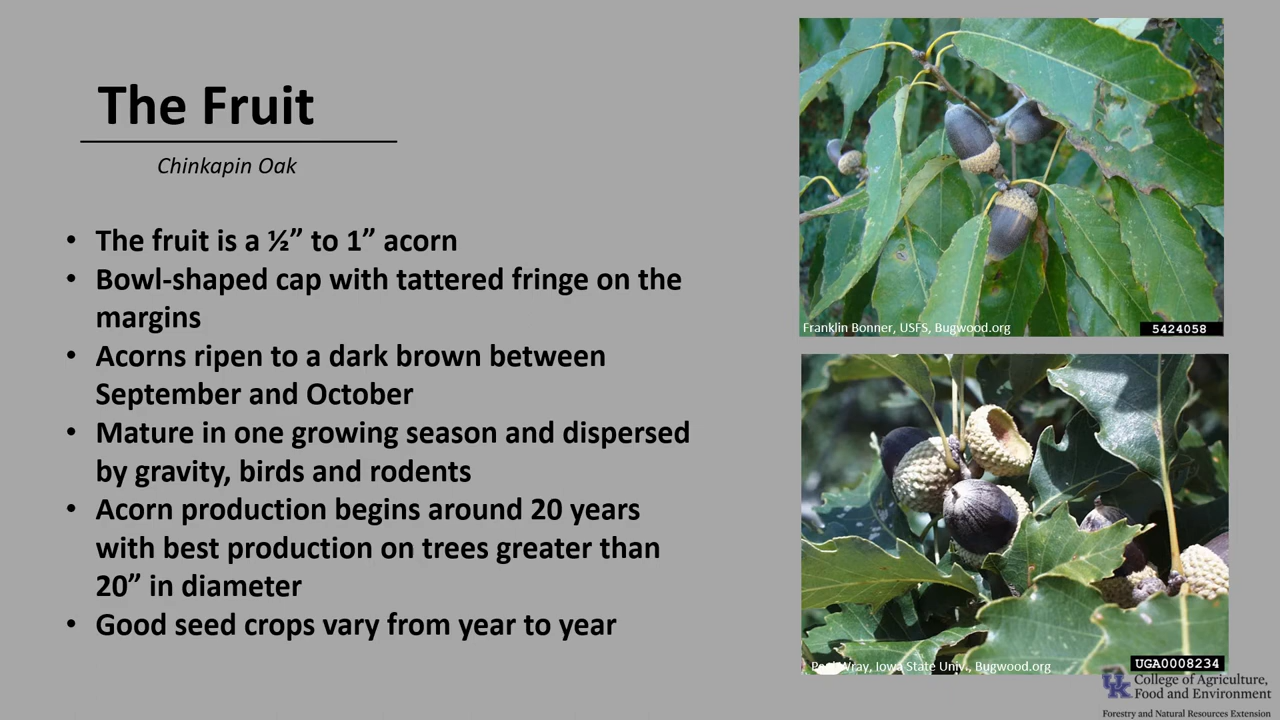 The Fruit
Chinkapin Oak
• The fruit is a ½” to 1” acorn
• Bowl-shaped cap with tattered fringe on the
margins
• Acorns ripen to a dark brown between
September and October
• Mature in one growing season and dispersed
by gravity, birds and rodents
• Acorn production begins around 20 years
with best production on trees greater than
20” in diameter
• Good seed crops vary from year to year
Franklin Bonner, USFS, Bugwood.org
5424058
Wray, Iowa State Univ., Bugwood.org
UGA0008234
UK
College of Agriculture,
Food and Environment
Forestry and Natural Resources Extension